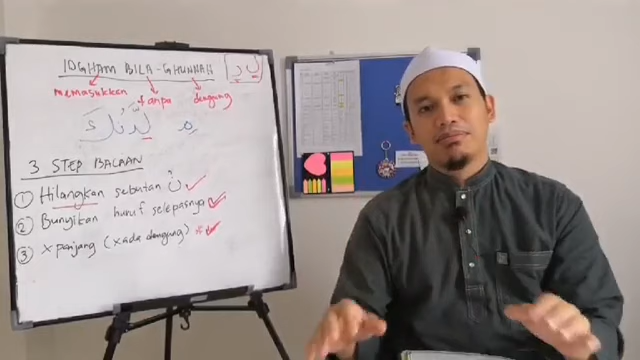 IDGHAM BILA-GHUNNAH ل ر
memasukkan tanpa dengung
3 STEP BACAAN
① Hilangkan sebutan نْ ✓
② Bunyikan huruf selepasnya ✓
③ x panjang (xada dengung) ✓